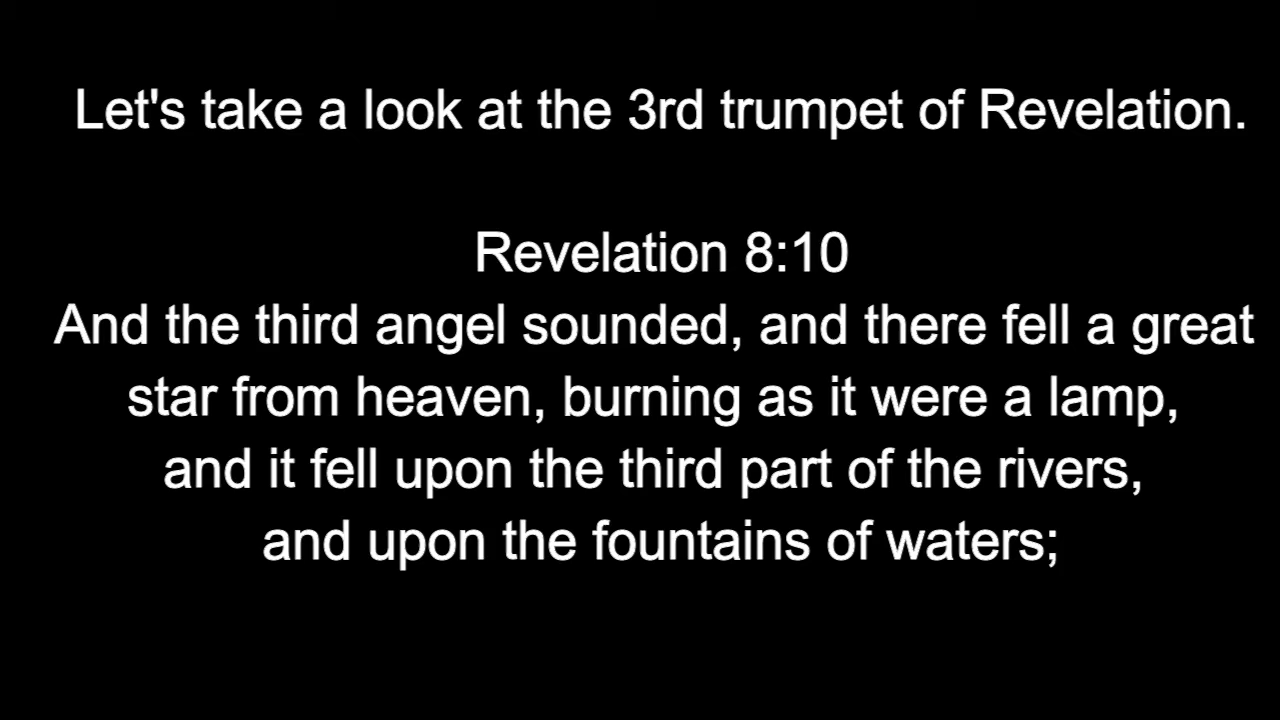 Let's take a look at the 3rd trumpet of Revelation.
Revelation 8:10
And the third angel sounded, and there fell a great
star from heaven, burning as it were a lamp,
and it fell upon the third part of the rivers,
and upon the fountains of waters;